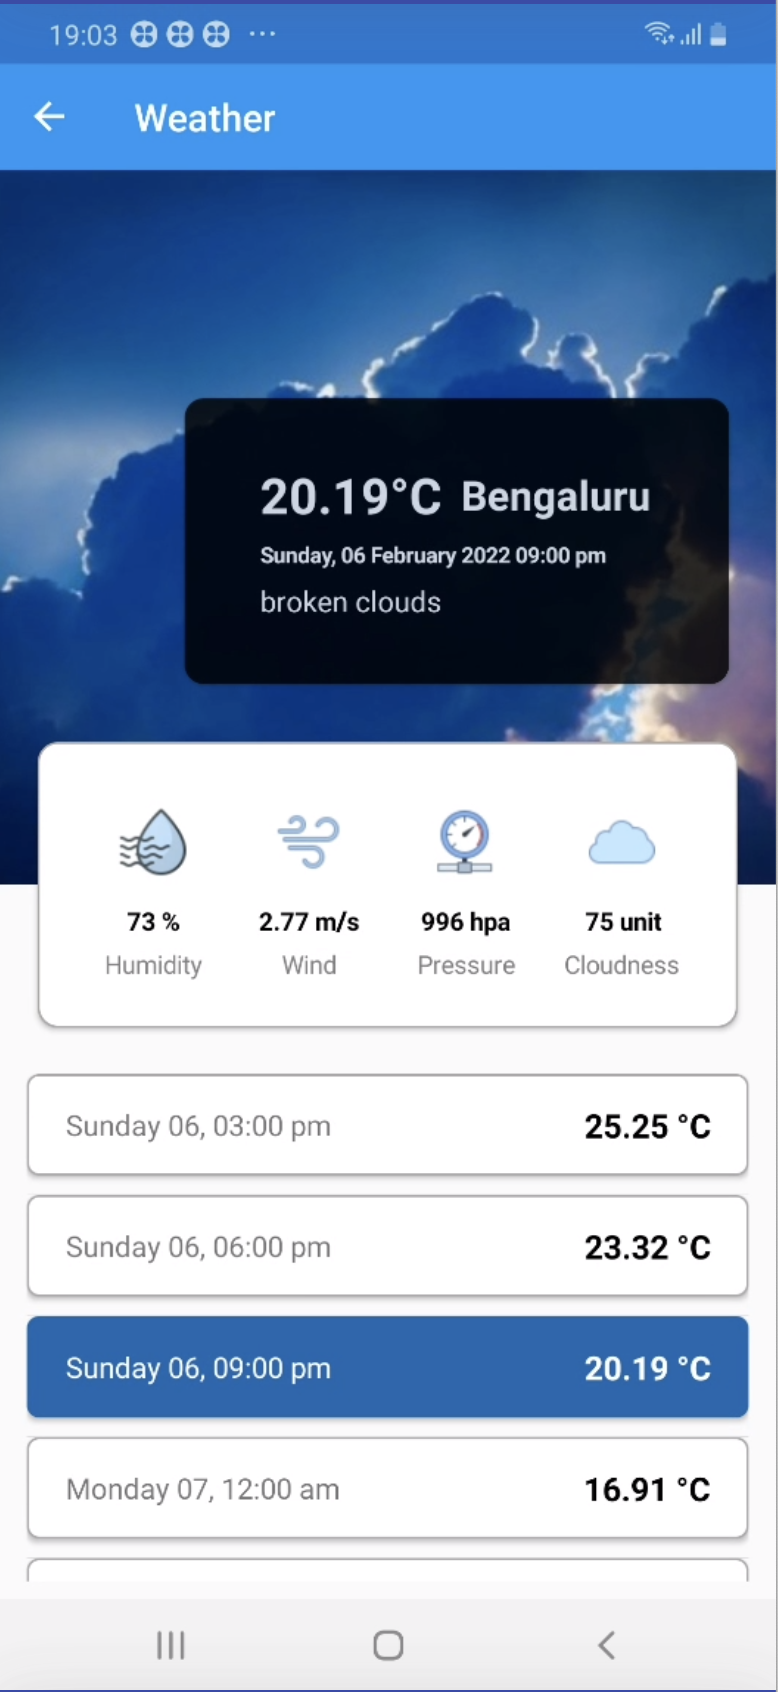 19:03
Weather
20.19°C Bengaluru
Sunday, 06 February 2022 09:00 pm
broken clouds
73 % 2.77 m/s 996 hpa 75 unit
Humidity Wind Pressure Cloudness
Sunday 06, 03:00 pm 25.25 °C
Sunday 06, 06:00 pm 23.32 °C
Sunday 06, 09:00 pm 20.19 °C
Monday 07, 12:00 am 16.91 °C